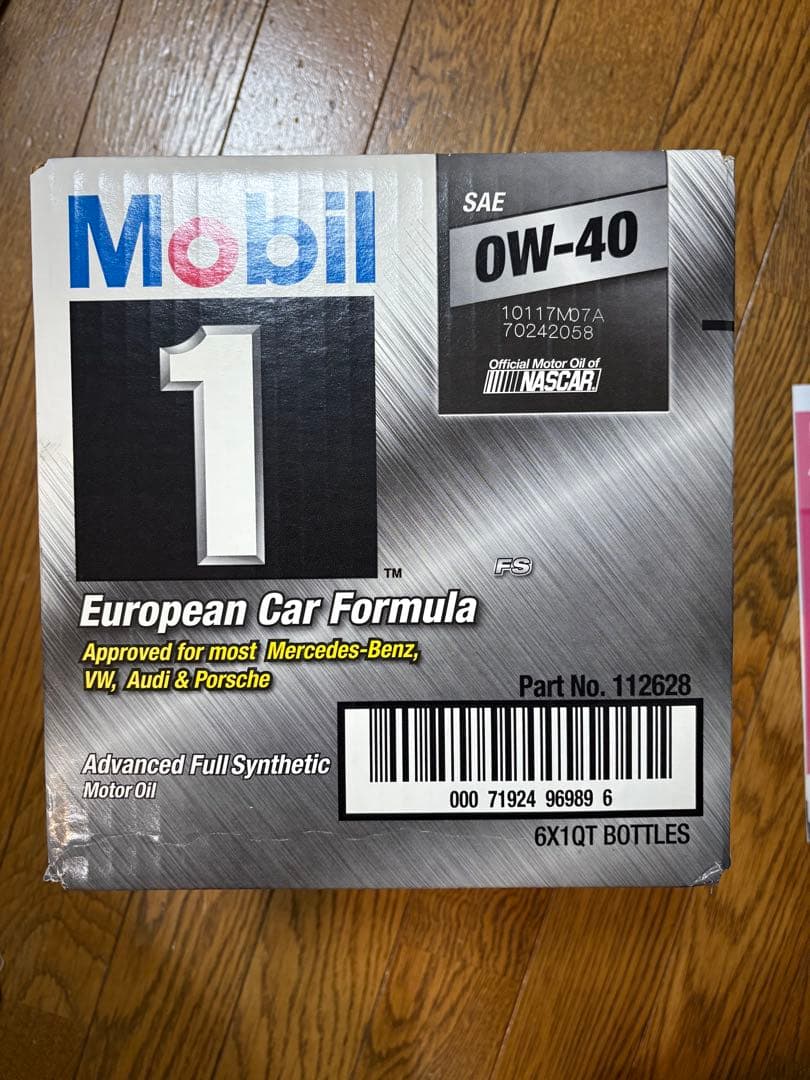 Mobil
1
TM
SAE
0W-40
10117M07A
70242058
Official Motor Oil of
NASCAR
FS
European Car Formula
Approved for most Mercedes-Benz,
VW, Audi & Porsche
Part No. 112628
000 71924 96989 6
Advanced Full Synthetic
Motor Oil
6X1QT BOTTLES